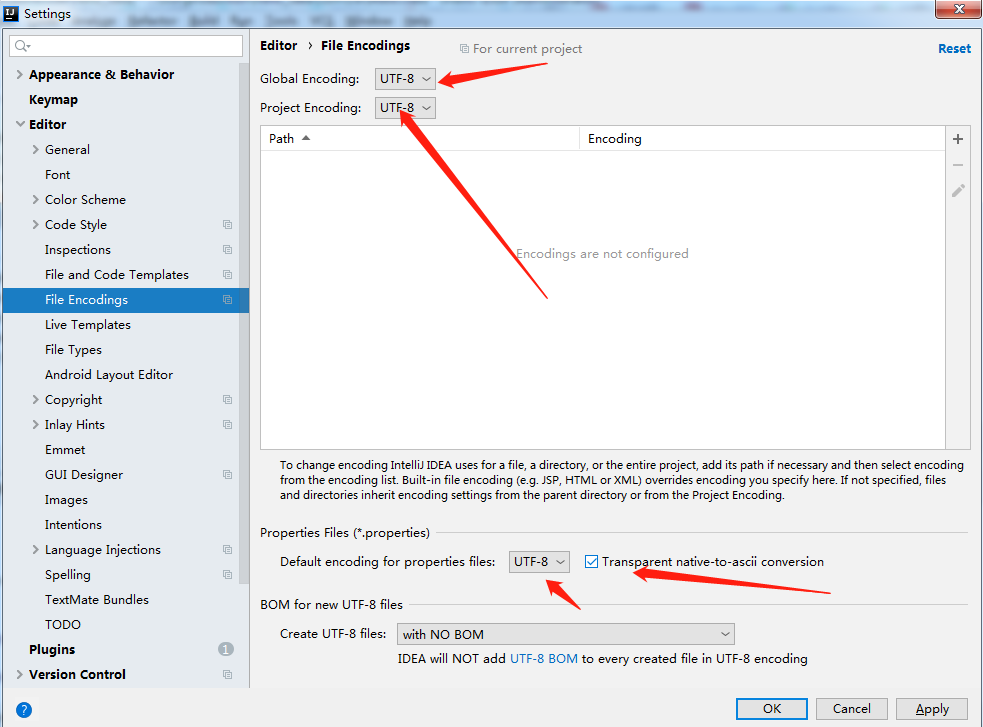 Settings
Editor › File Encodings
For current project
Reset
Appearance & Behavior
Keymap
Editor
General
Font
Color Scheme
Code Style
Inspections
File and Code Templates
File Encodings
Live Templates
File Types
Android Layout Editor
Copyright
Inlay Hints
Emmet
GUI Designer
Images
Intentions
Language Injections
Spelling
TextMate Bundles
TODO
Plugins 1
Version Control
Global Encoding: UTF-8
Project Encoding: UTF-8
Path Encoding
Encodings are not configured
To change encoding IntelliJ IDEA uses for a file, a directory, or the entire project, add its path if necessary and then select encoding
from the encoding list. Built-in file encoding (e.g. JSP, HTML or XML) overrides encoding you specify here. If not specified, files
and directories inherit encoding settings from the parent directory or from the Project Encoding.
Properties Files (*.properties)
Default encoding for properties files: UTF-8 Transparent native-to-ascii conversion
BOM for new UTF-8 files
Create UTF-8 files: with NO BOM
IDEA will NOT add UTF-8 BOM to every created file in UTF-8 encoding
?
OK Cancel Apply